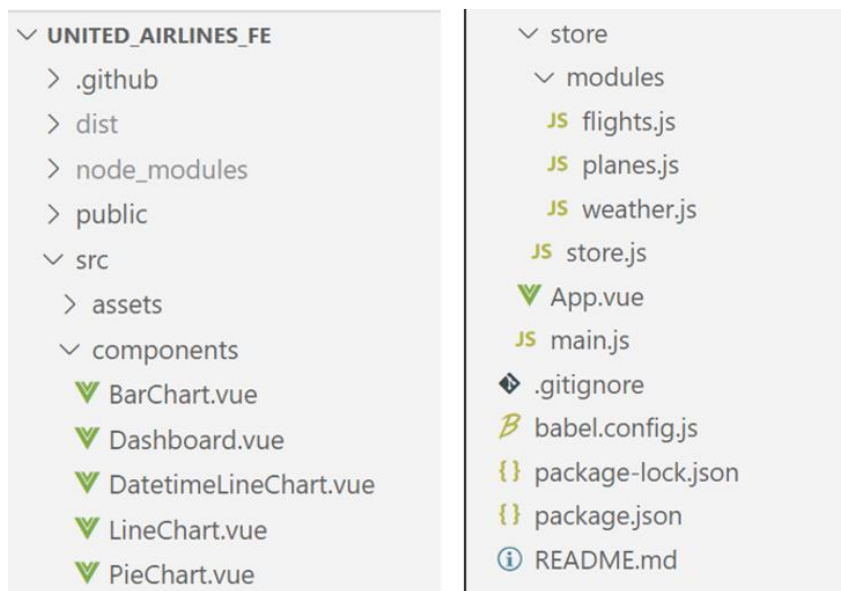 UNITED_AIRLINES_FE
.github
dist
node_modules
public
src
assets
components
BarChart.vue
Dashboard.vue
DatetimeLineChart.vue
LineChart.vue
PieChart.vue
store
modules
JS flights.js
JS planes.js
JS weather.js
JS store.js
App.vue
JS main.js
.gitignore
B babel.config.js
{} package-lock.json
{} package.json
README.md